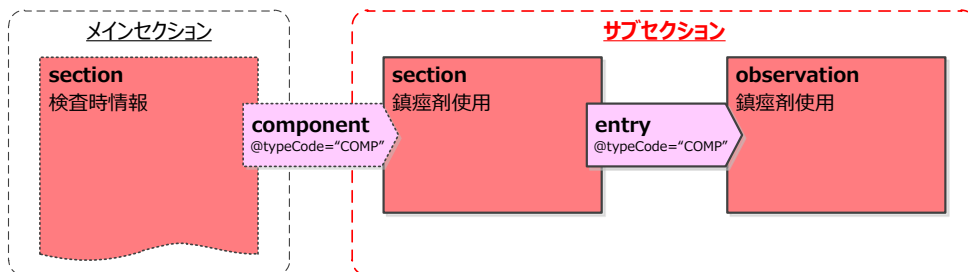 メインセクション
サブセクション
section
検査時情報
component
@typeCode=“COMP”
section
鎮痙剤使用
entry
@typeCode=“COMP”
observation
鎮痙剤使用